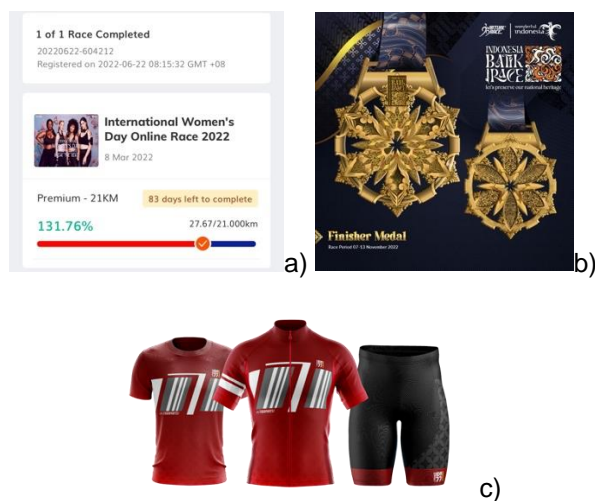 1 of 1 Race Completed
20220622-604212
Registered on 2022-06-22 08:15:32 GMT +08
International Women's
Day Online Race 2022
8 Mar 2022
Premium - 21KM
83 days left to complete
131.76%
27.67/21.000km
a)
wonderful
indonesia
INDONESIA
BATIK
RACE
let's preserve our national heritage
Finisher Medal
Race Period 07-13 November 2022
b)
c)